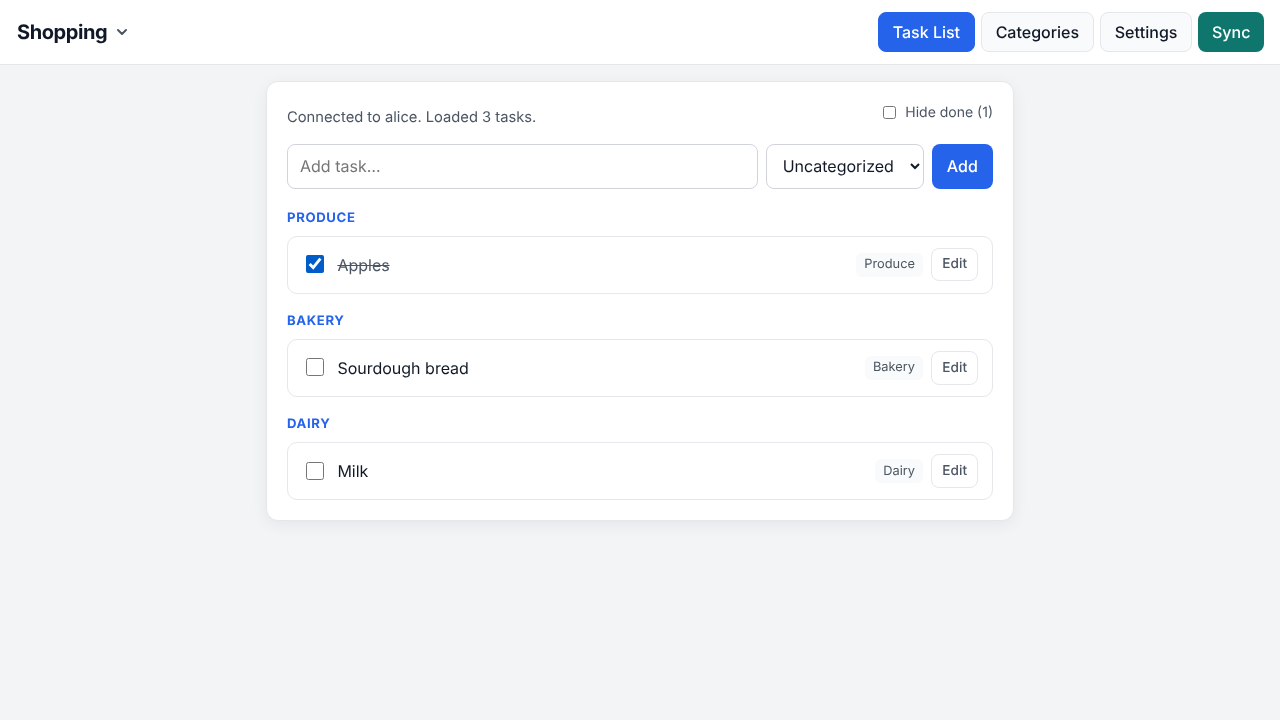 Shopping
Task List
Categories
Settings
Sync
Connected to alice. Loaded 3 tasks.
Hide done (1)
Add task...
Uncategorized
Add
PRODUCE
Apples
Produce
Edit
BAKERY
Sourdough bread
Bakery
Edit
DAIRY
Milk
Dairy
Edit